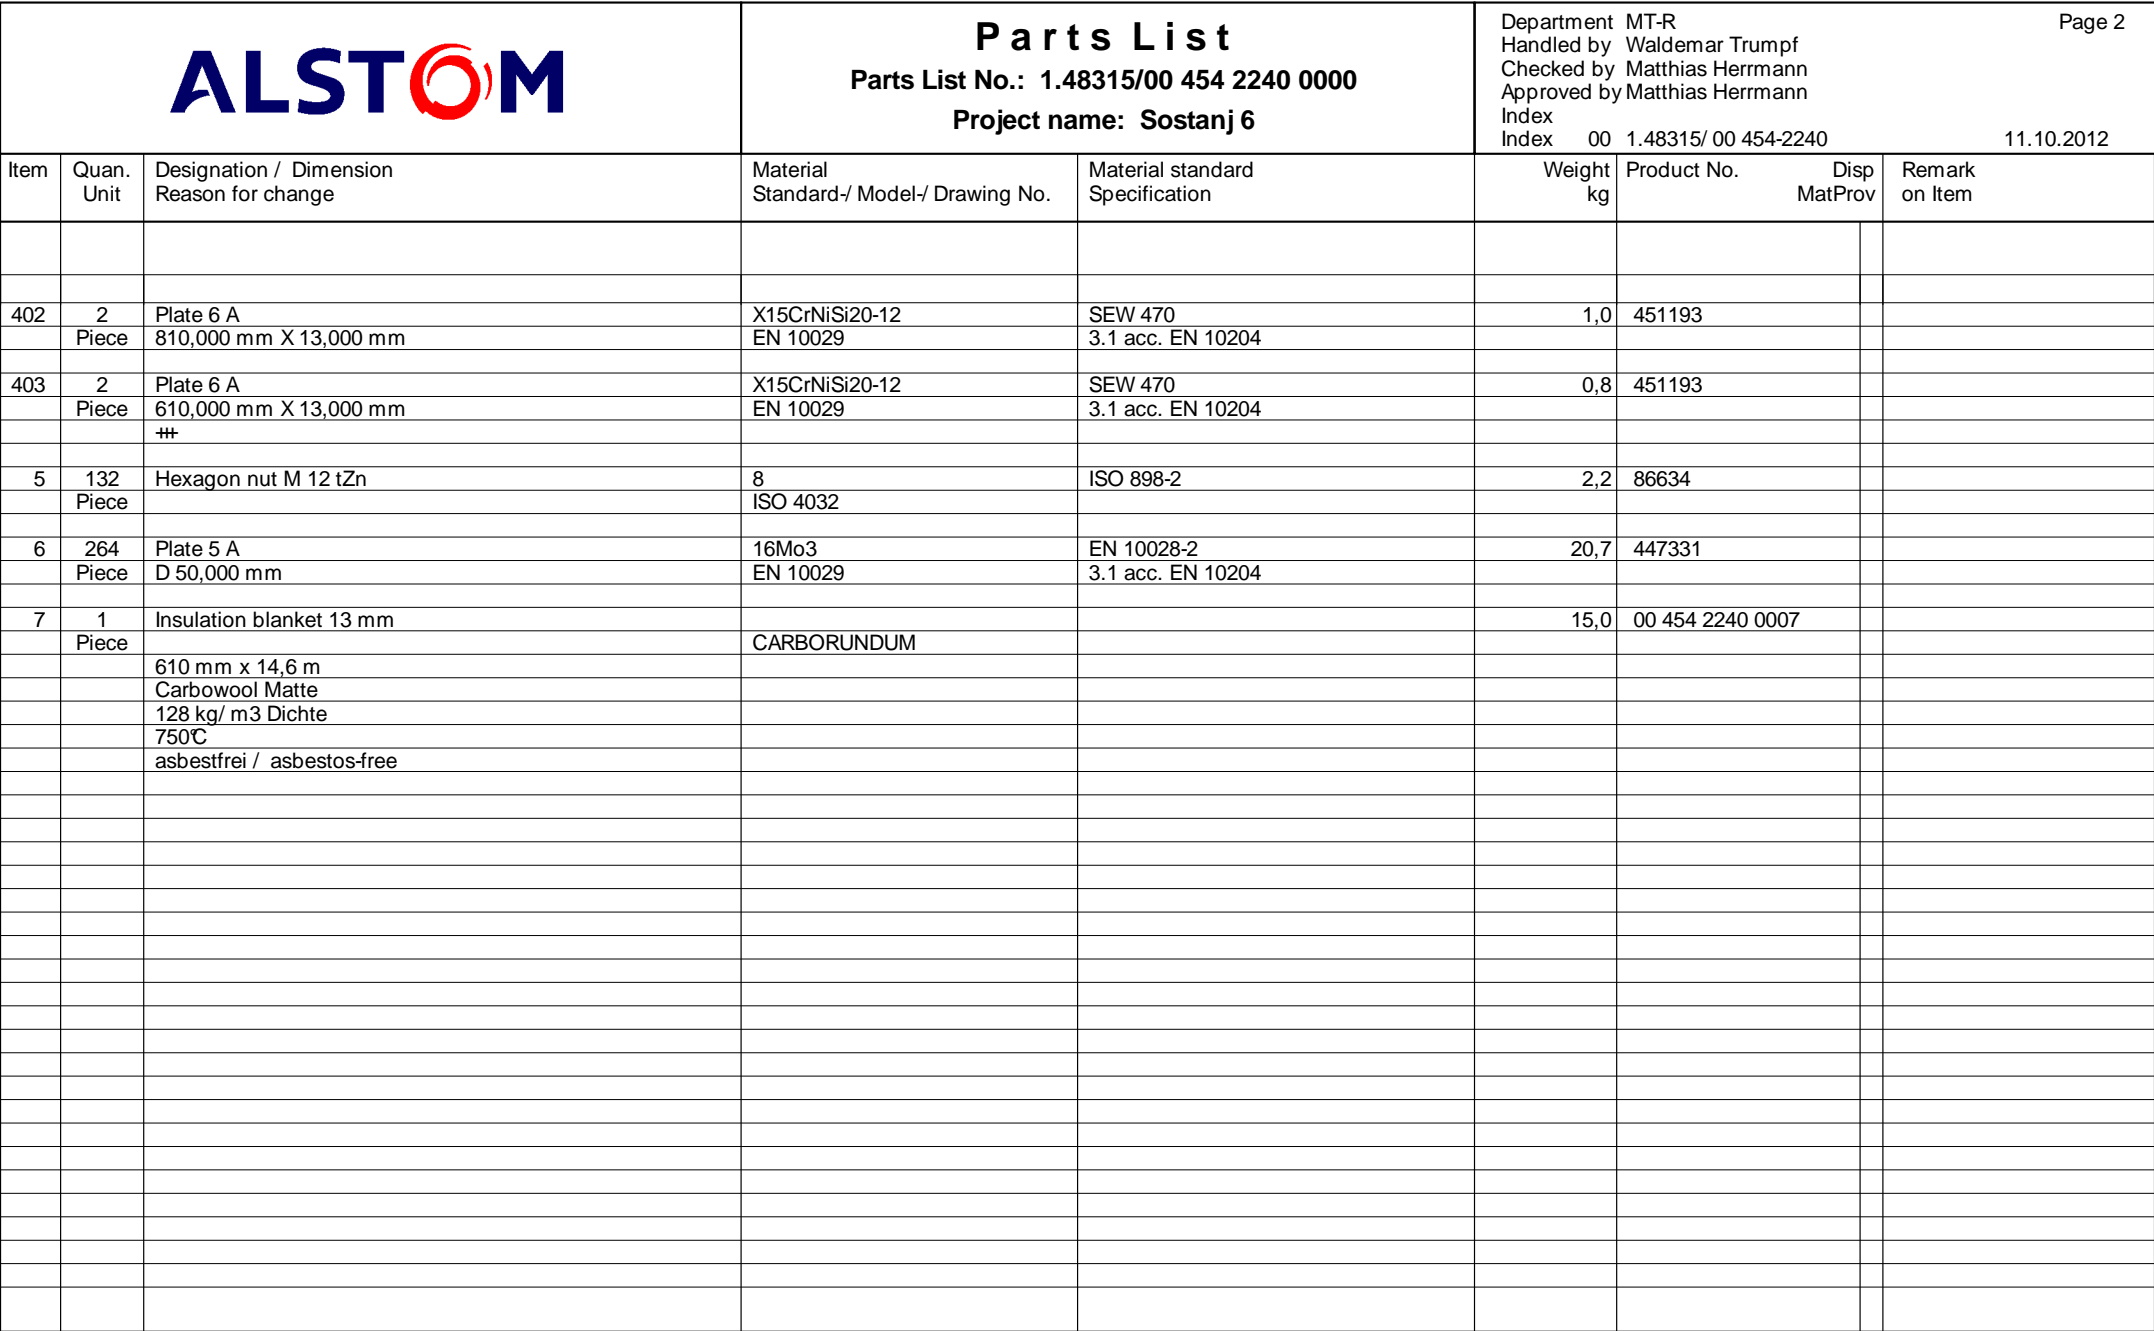 ALSTOM
Parts List
Parts List No.: 1.48315/00 454 2240 0000
Project name: Sostanj 6
Department MT-R Page 2
Handled by Waldemar Trumpf
Checked by Matthias Herrmann
Approved by Matthias Herrmann
Index
Index 00 1.48315/ 00 454-2240 11.10.2012
Item Quan. Designation / Dimension Material Material standard Weight Product No. Disp Remark
Unit Reason for change Standard-/ Model-/ Drawing No. Specification kg MatProv on Item
402 2 Plate 6 A X15CrNiSi20-12 SEW 470 1,0 451193
Piece 810,000 mm X 13,000 mm EN 10029 3.1 acc. EN 10204
403 2 Plate 6 A X15CrNiSi20-12 SEW 470 0,8 451193
Piece 610,000 mm X 13,000 mm EN 10029 3.1 acc. EN 10204
+++
5 132 Hexagon nut M 12 tZn 8 ISO 898-2 2,2 86634
Piece ISO 4032
6 264 Plate 5 A 16Mo3 EN 10028-2 20,7 447331
Piece D 50,000 mm EN 10029 3.1 acc. EN 10204
7 1 Insulation blanket 13 mm 15,0 00 454 2240 0007
Piece CARBORUNDUM
610 mm x 14,6 m
Carbowool Matte
128 kg/ m3 Dichte
750°C
asbestfrei / asbestos-free